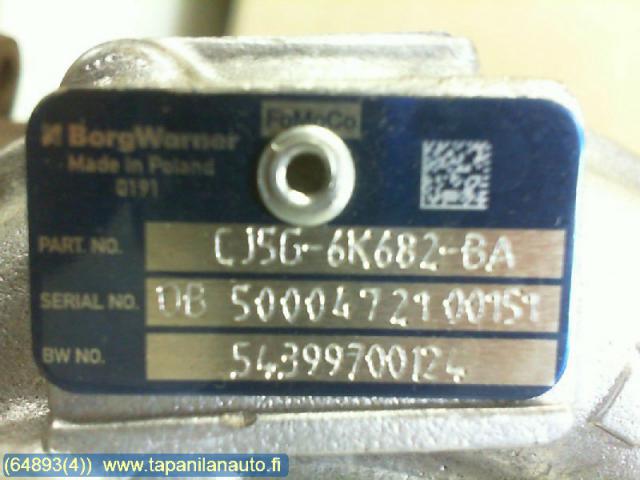 FoMoCo
BorgWarner
Made in Poland
0191
PART. NO. CJ5G-6K682-BA
SERIAL NO. DB 50004721 00151
BW NO. 54399700124
(64893(4)) www.tapanilanauto.fi